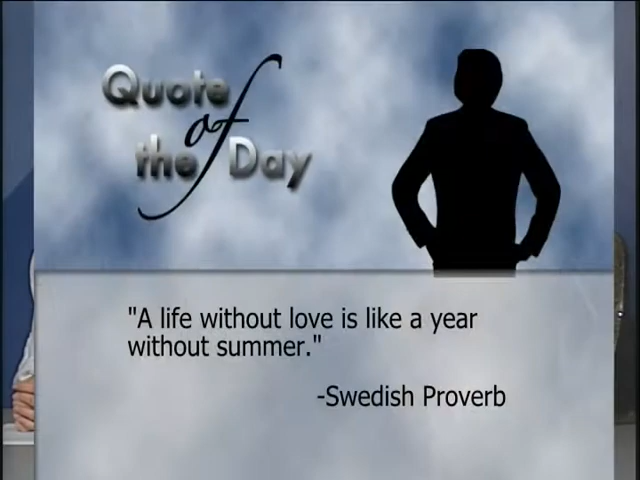 Quote of
the Day
"A life without love is like a year
without summer."
-Swedish Proverb